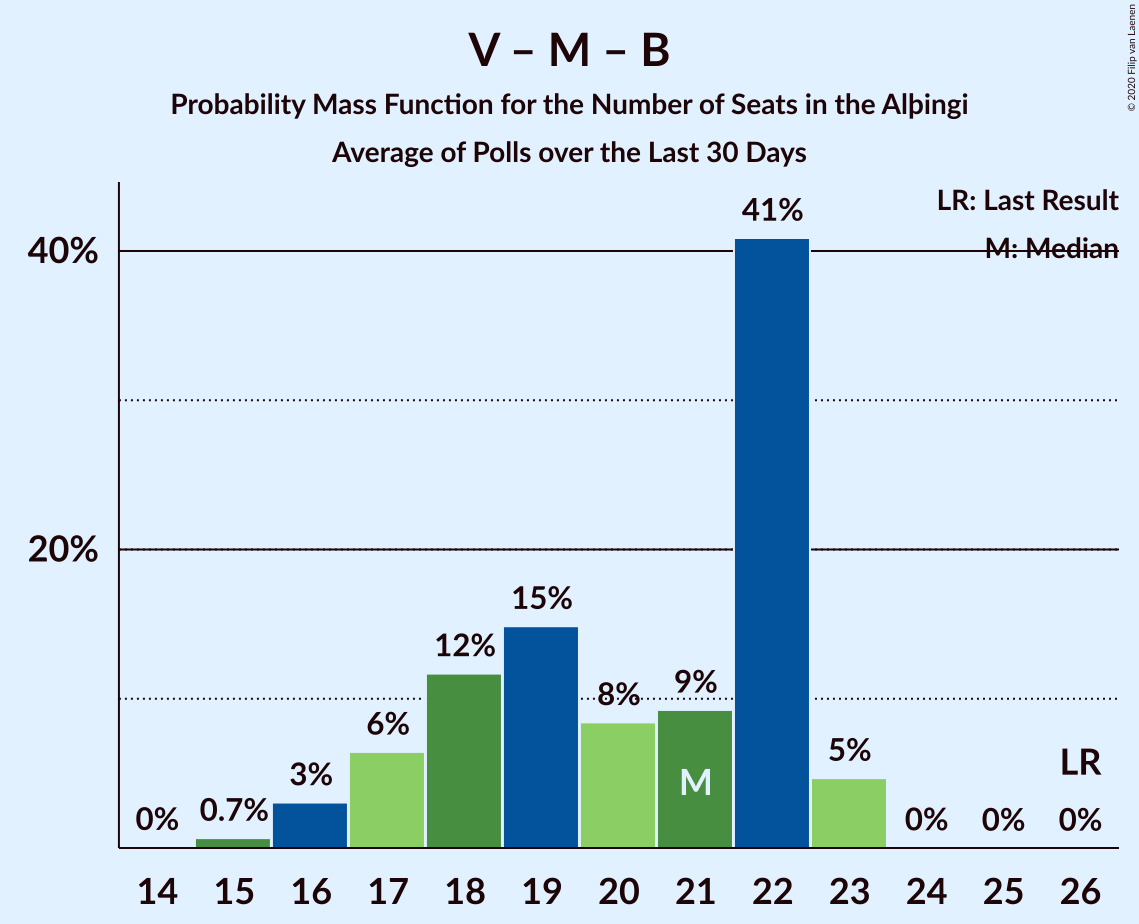 V – M – B
Probability Mass Function for the Number of Seats in the Alþingi
Average of Polls over the Last 30 Days
© 2020 Filip van Laenen
LR: Last Result
M: Median
40%
20%
0%
0.7%
3%
6%
12%
15%
8%
9%
41%
5%
0%
0%
0%
M
LR
14 15 16 17 18 19 20 21 22 23 24 25 26